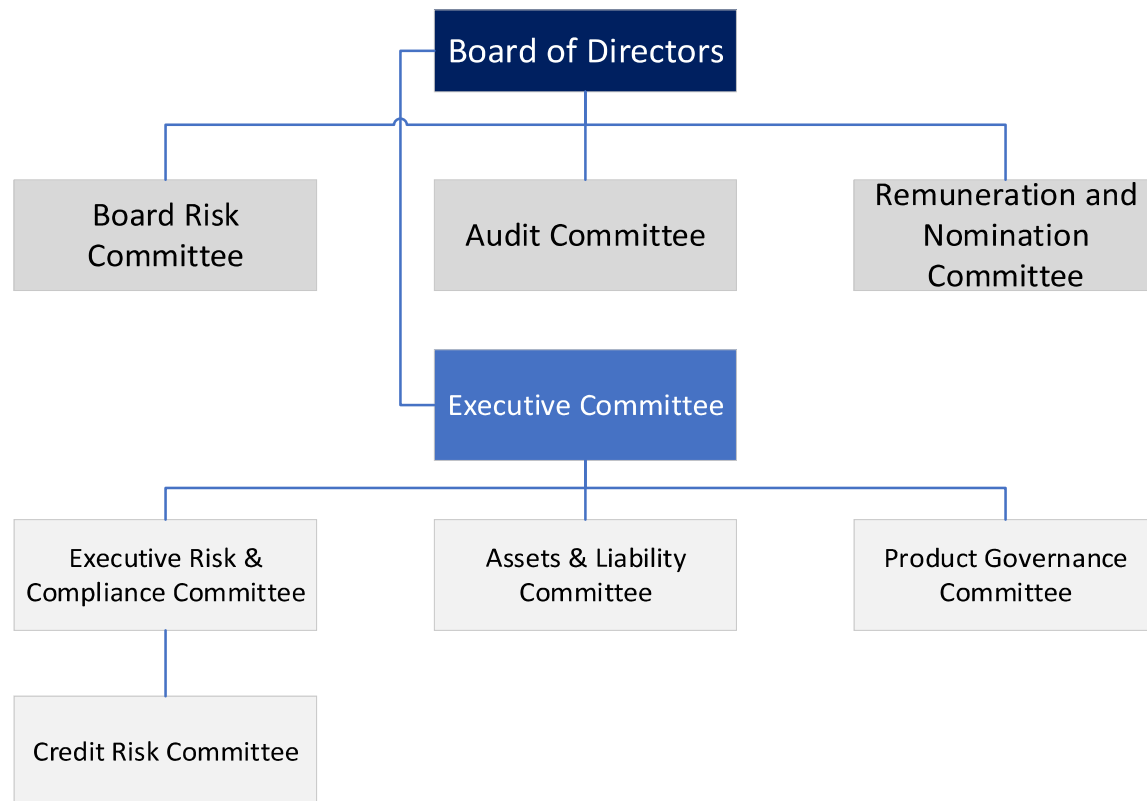 Board of Directors
Board Risk
Committee
Audit Committee
Remuneration and
Nomination
Committee
Executive Committee
Executive Risk &
Compliance Committee
Assets & Liability
Committee
Product Governance
Committee
Credit Risk Committee